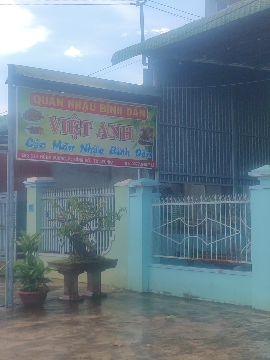 QUÁN NHẬU BÌNH DÂN
VIỆT ANH
Các Món Nhậu Bình Dân